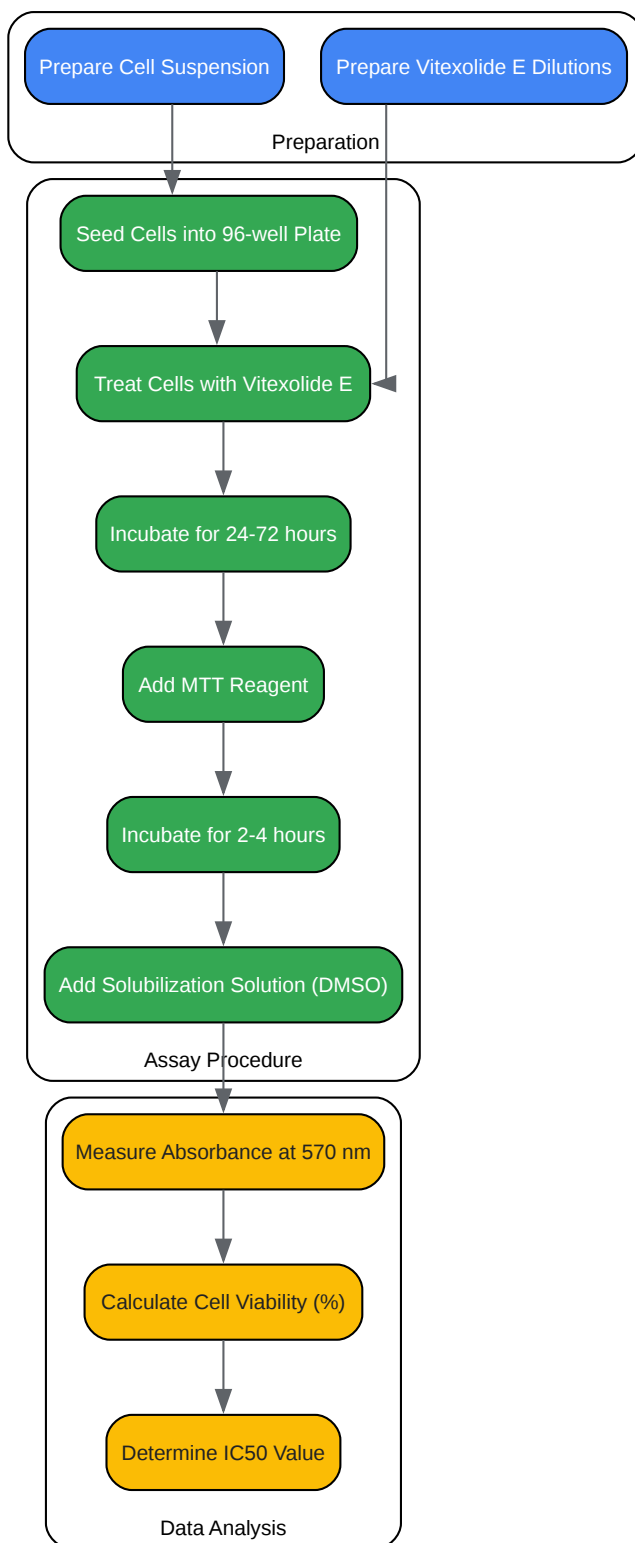 Prepare Cell Suspension
Prepare Vitexolide E Dilutions
Preparation
Seed Cells into 96-well Plate
Treat Cells with Vitexolide E
Incubate for 24-72 hours
Add MTT Reagent
Incubate for 2-4 hours
Add Solubilization Solution (DMSO)
Assay Procedure
Measure Absorbance at 570 nm
Calculate Cell Viability (%)
Determine IC50 Value
Data Analysis